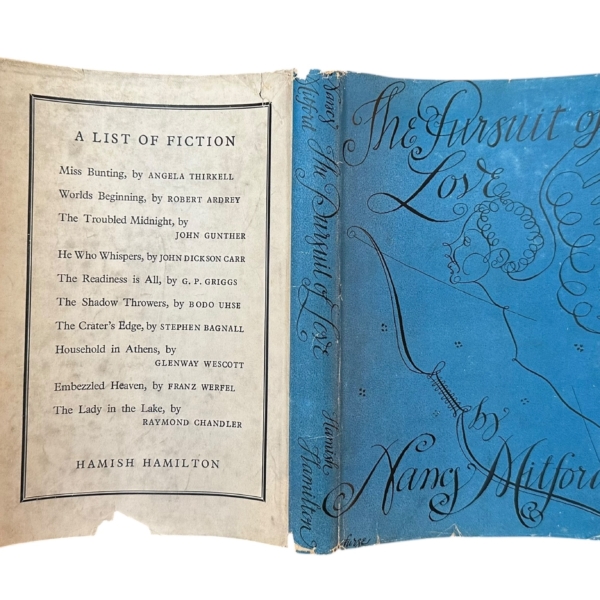 A LIST OF FICTION
Miss Bunting, by ANGELA THIRKELL
Worlds Beginning, by ROBERT ARDREY
The Troubled Midnight, by
JOHN GUNTHER
He Who Whispers, by JOHN DICKSON CARR
The Readiness is All, by G. P. GRIGGS
The Shadow Throwers, by BODO UHSE
The Crater's Edge, by STEPHEN BAGNALL
Household in Athens, by
GLENWAY WESCOTT
Embezzled Heaven, by FRANZ WERFEL
The Lady in the Lake, by
RAYMOND CHANDLER
HAMISH HAMILTON
Nancy
Mitford
The Pursuit of Love
Hamish
Hamilton
The Pursuit of
Love
by
Nancy Mitford
Furse